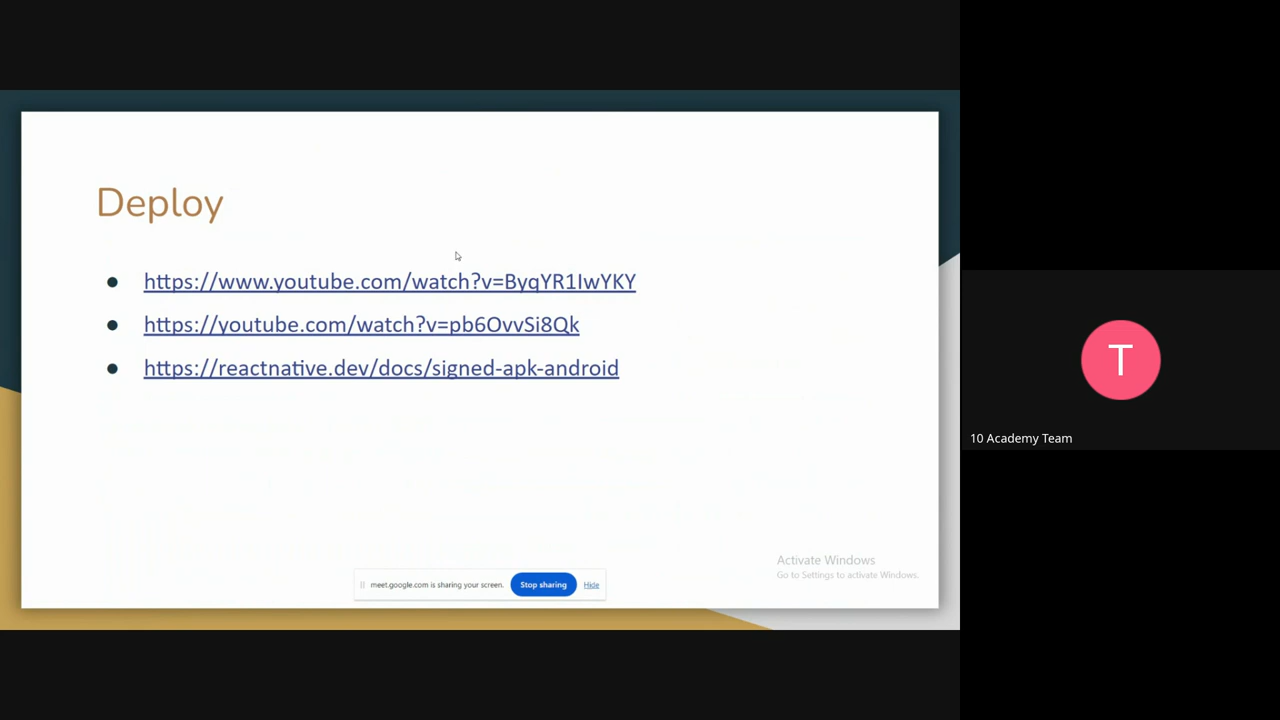 Deploy
https://www.youtube.com/watch?v=ByqYR1IwYKY
https://youtube.com/watch?v=pb6OvvSi8Qk
https://reactnative.dev/docs/signed-apk-android
T
10 Academy Team
Activate Windows
Go to Settings to activate Windows.
meet.google.com is sharing your screen. Stop sharing Hide